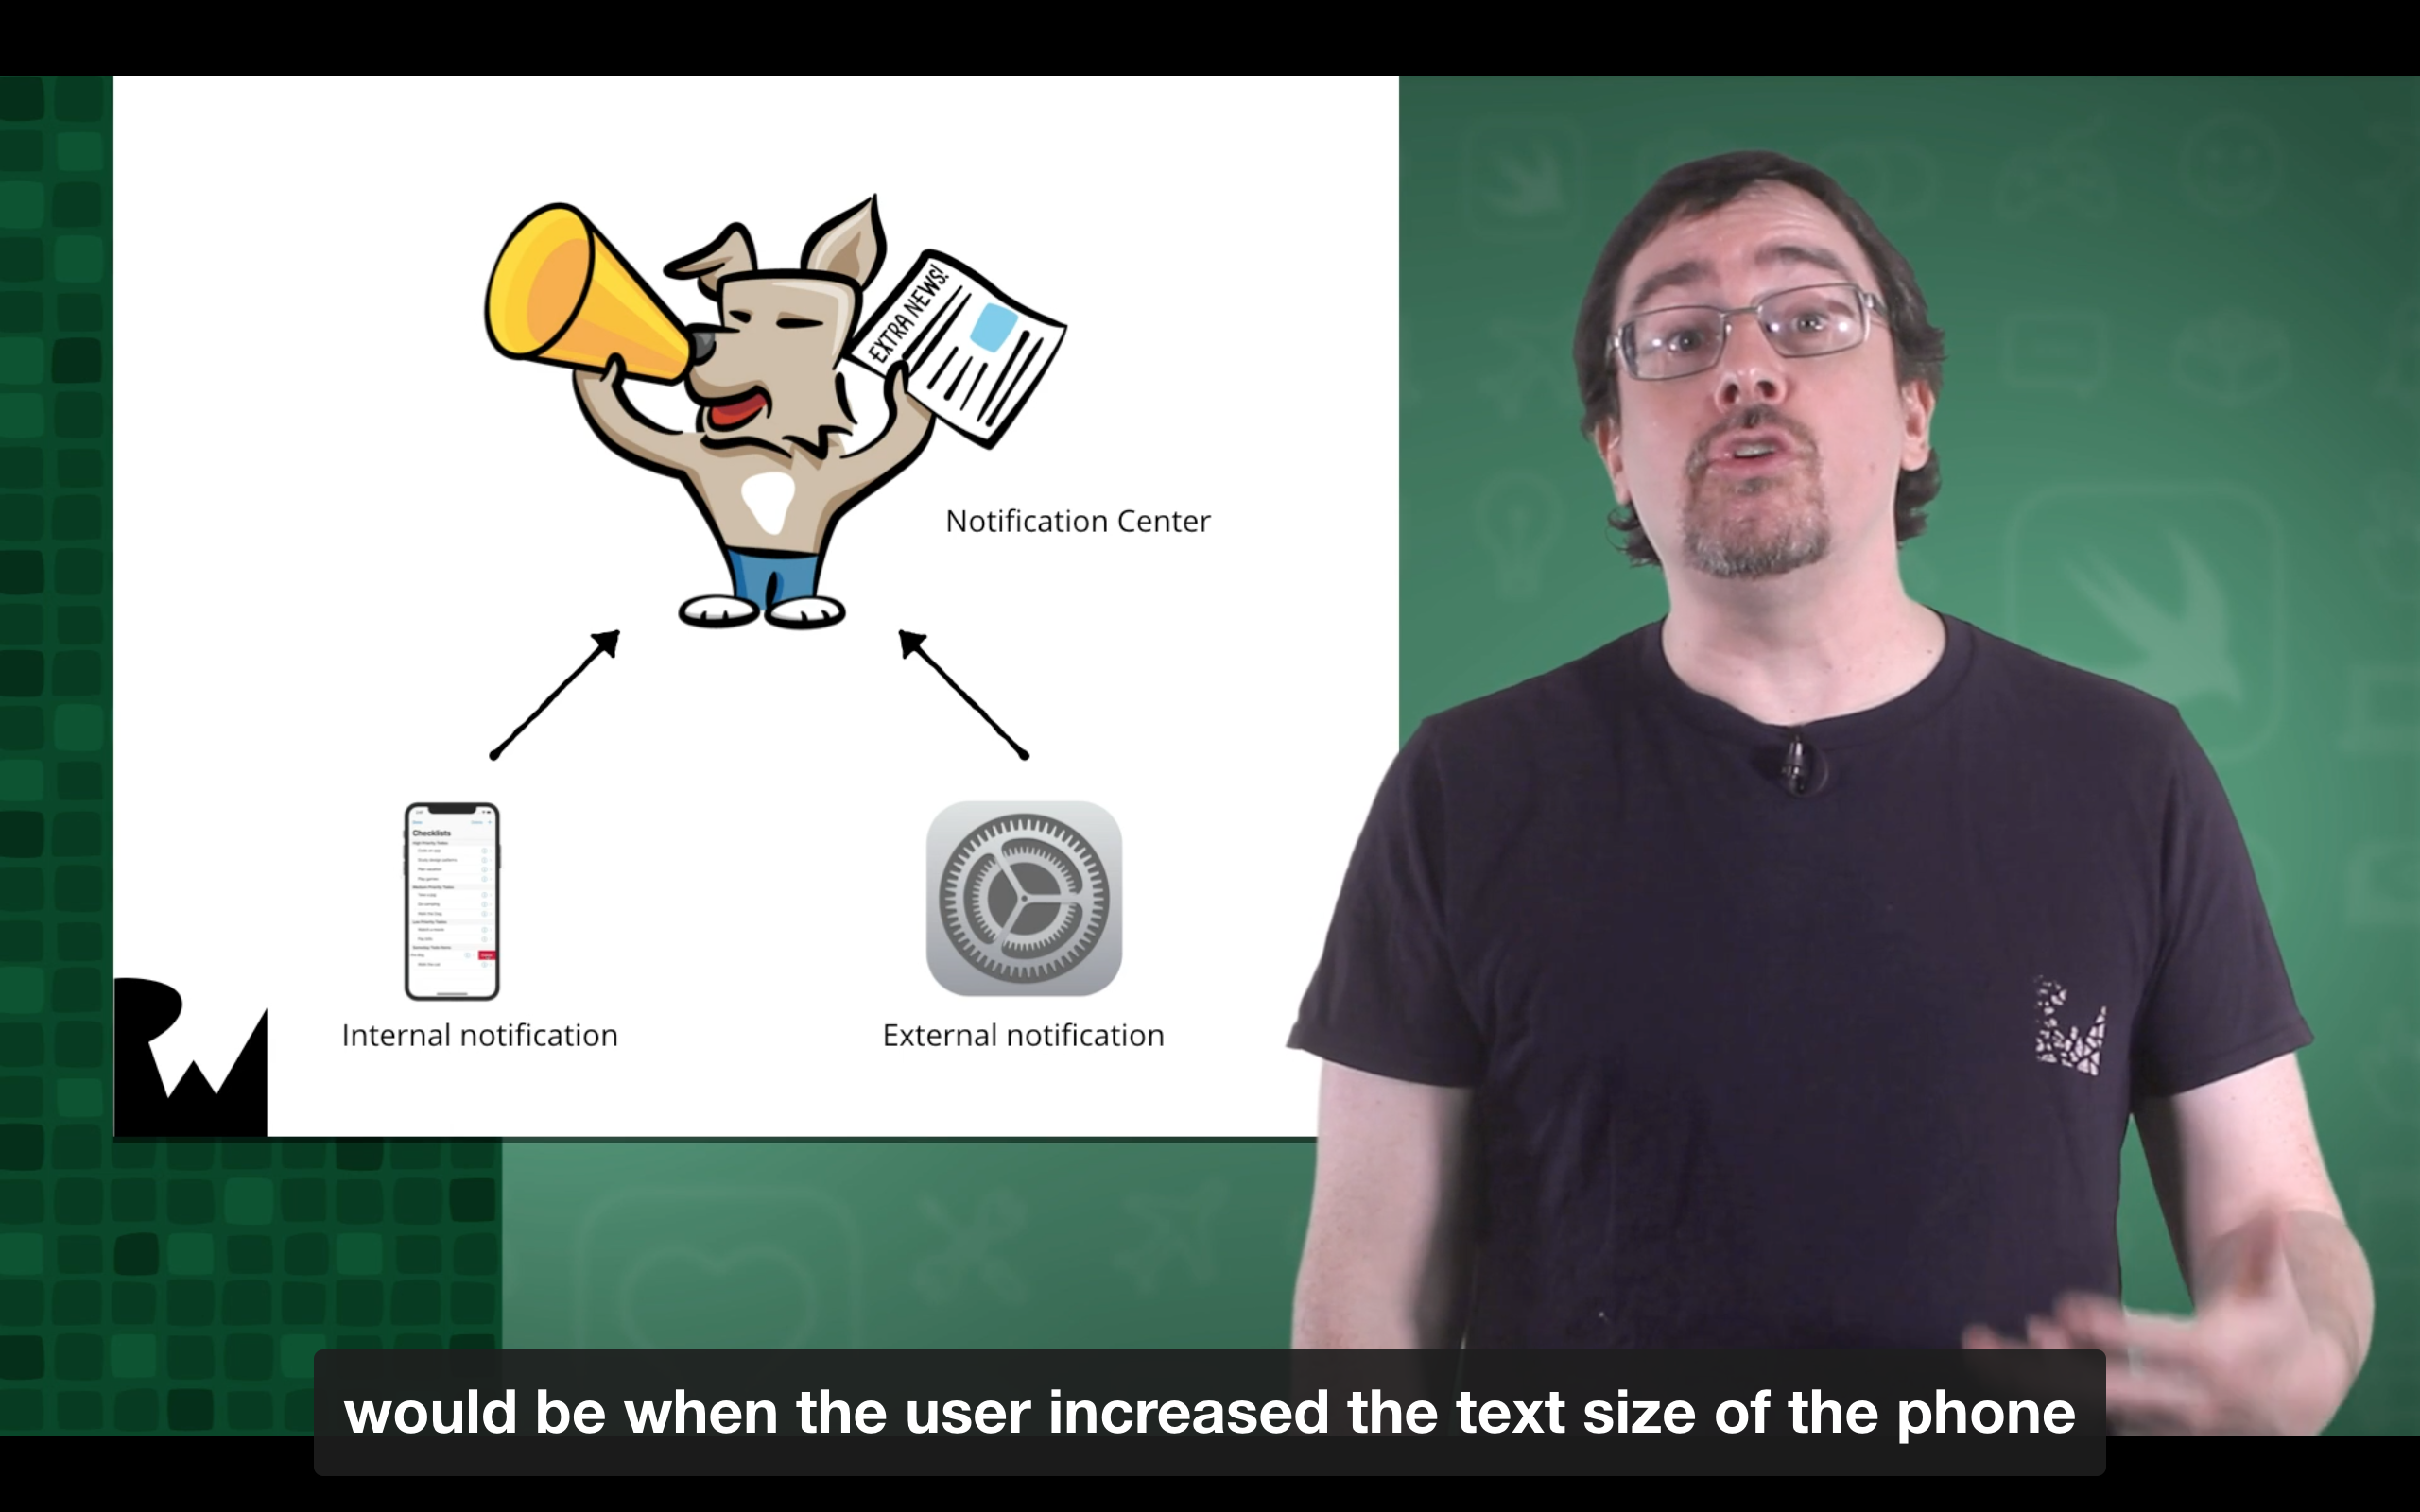 EXTRA NEWS!
Notification Center
Checklists
Internal notification
External notification
would be when the user increased the text size of the phone